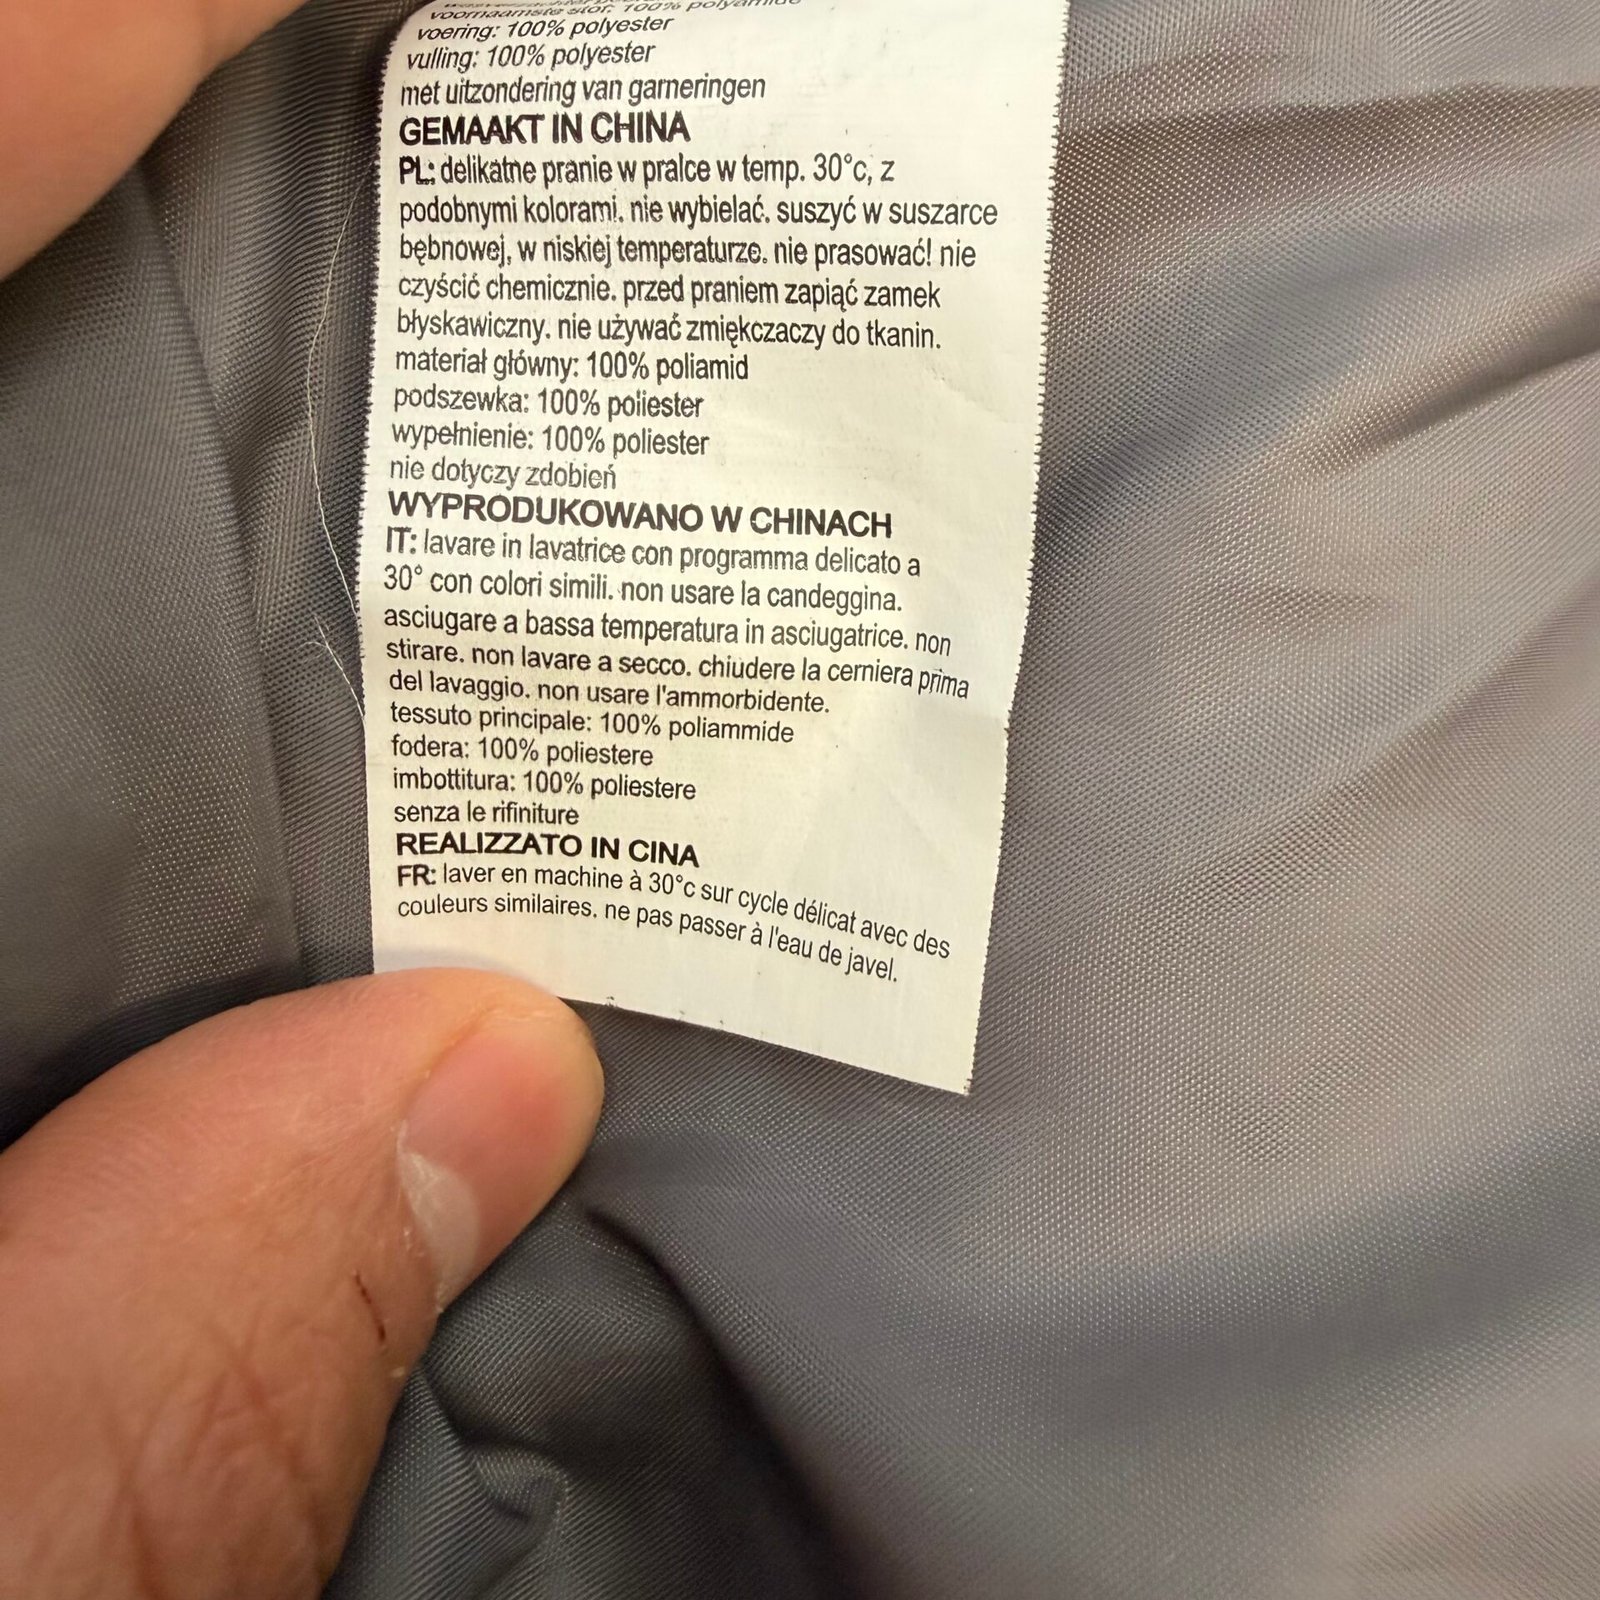 voornaamste stof: 100% polyamide
voering: 100% polyester
vulling: 100% polyester
met uitzondering van garneringen
GEMAAKT IN CHINA
PL: delikatne pranie w pralce w temp. 30°c, z
podobnymi kolorami. nie wybielać. suszyć w suszarce
bębnowej, w niskiej temperaturze. nie prasować! nie
czyścić chemicznie. przed praniem zapiąć zamek
błyskawiczny. nie używać zmiękczaczy do tkanin.
materiał główny: 100% poliamid
podszewka: 100% poliester
wypełnienie: 100% poliester
nie dotyczy zdobień
WYPRODUKOWANO W CHINACH
IT: lavare in lavatrice con programma delicato a
30° con colori simili. non usare la candeggina.
asciugare a bassa temperatura in asciugatrice. non
stirare. non lavare a secco. chiudere la cerniera prima
del lavaggio. non usare l'ammorbidente.
tessuto principale: 100% poliammide
fodera: 100% poliestere
imbottitura: 100% poliestere
senza le rifiniture
REALIZZATO IN CINA
FR: laver en machine à 30°c sur cycle délicat avec des
couleurs similaires. ne pas passer à l'eau de javel.